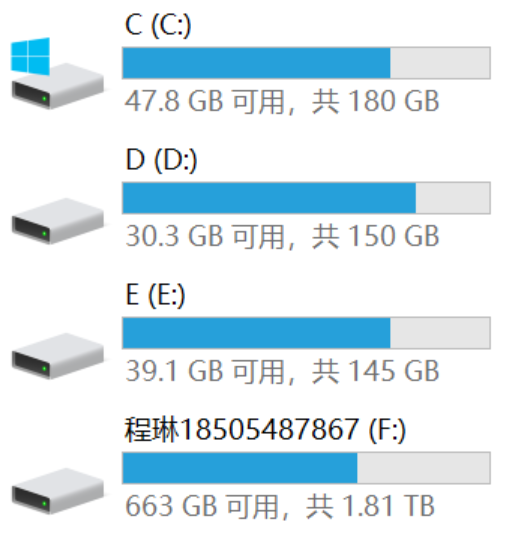 C (C:)
47.8 GB 可用，共 180 GB
D (D:)
30.3 GB 可用，共 150 GB
E (E:)
39.1 GB 可用，共 145 GB
程琳18505487867 (F:)
663 GB 可用，共 1.81 TB